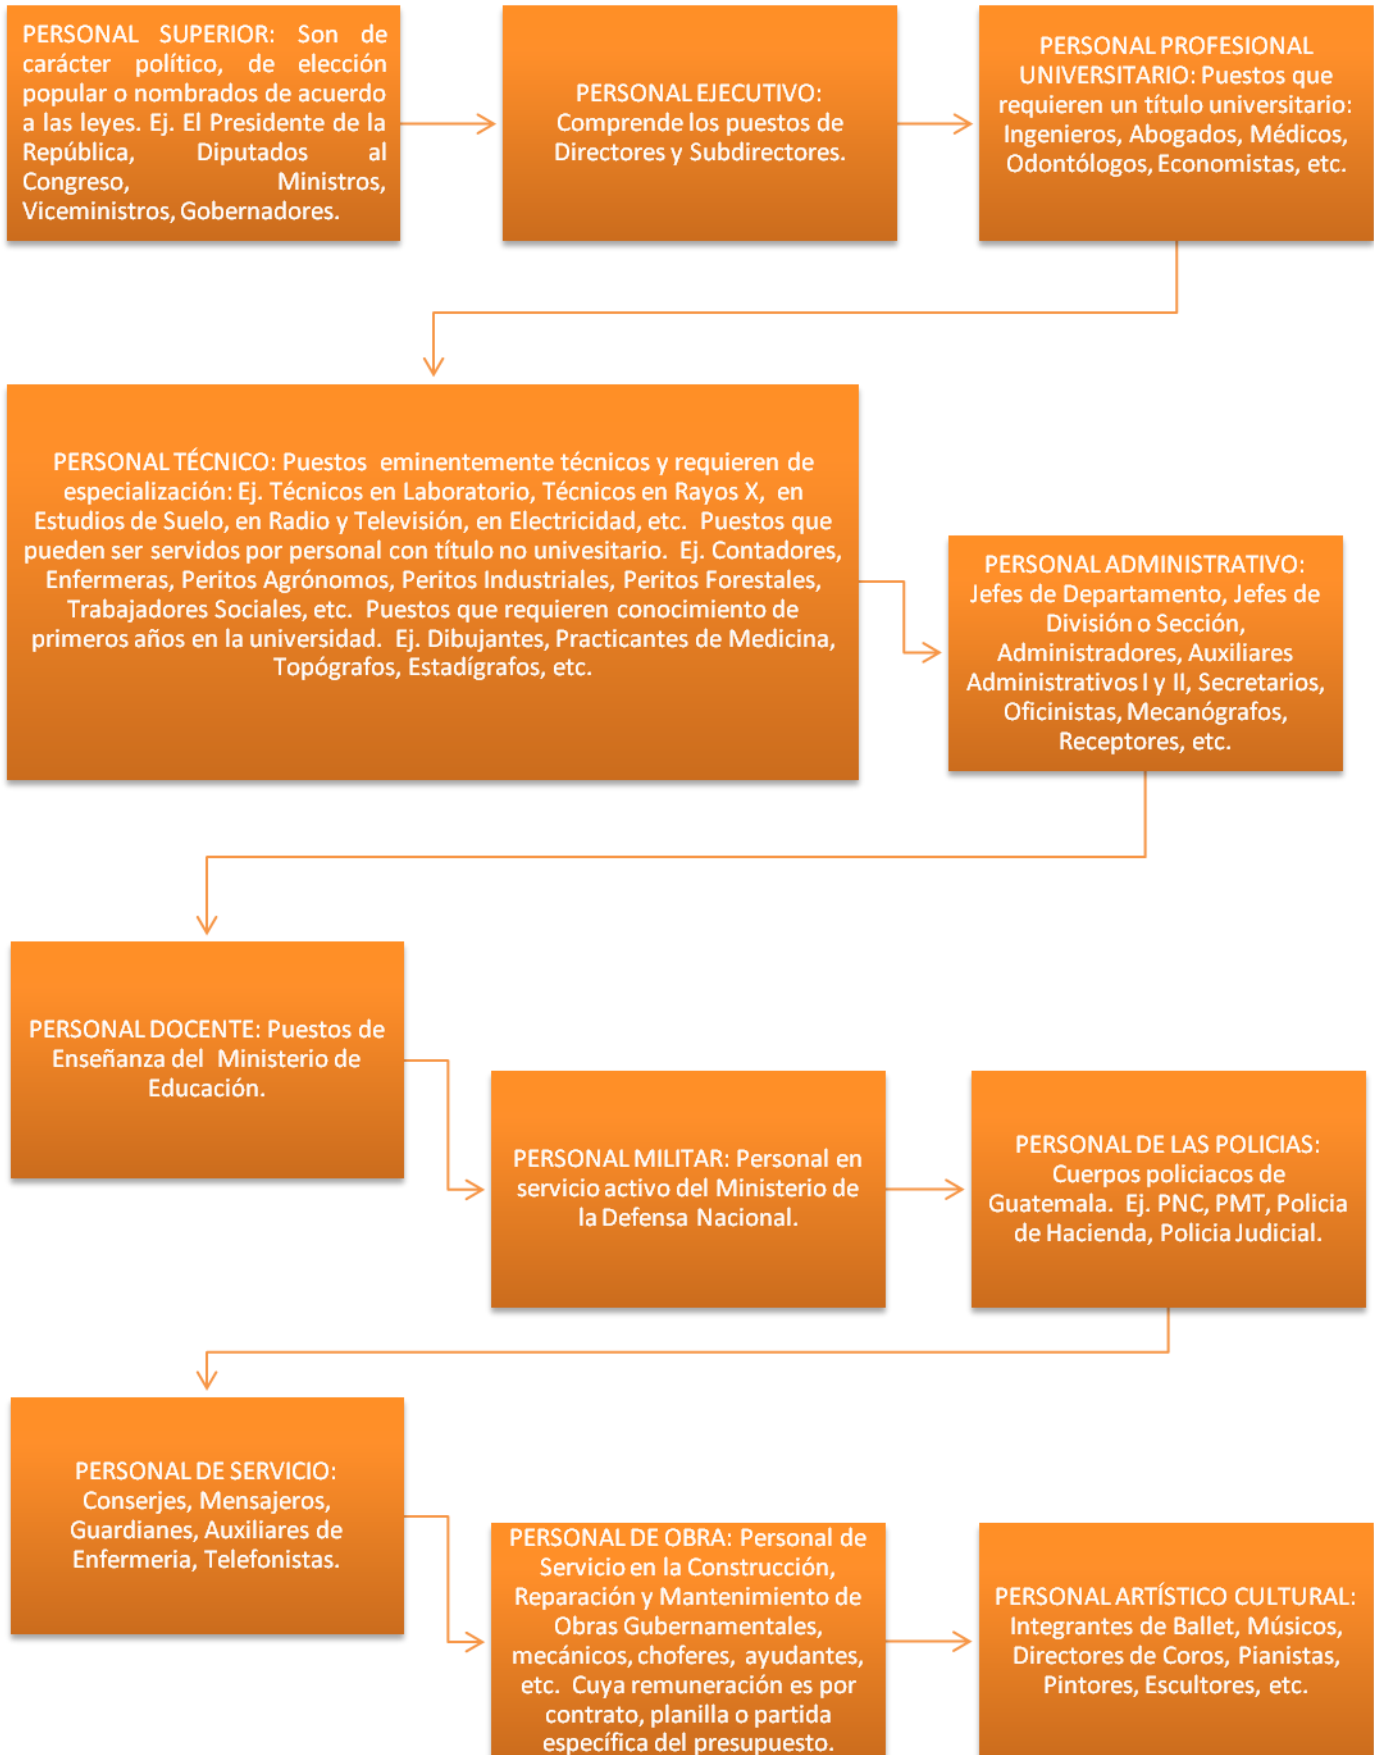 PERSONAL SUPERIOR: Son de
carácter político, de elección
popular o nombrados de acuerdo
a las leyes. Ej. El Presidente de la
República, Diputados al
Congreso, Ministros,
Viceministros, Gobernadores.
PERSONAL EJECUTIVO:
Comprende los puestos de
Directores y Subdirectores.
PERSONAL PROFESIONAL
UNIVERSITARIO: Puestos que
requieren un título universitario:
Ingenieros, Abogados, Médicos,
Odontólogos, Economistas, etc.
PERSONAL TÉCNICO: Puestos eminentemente técnicos y requieren de
especialización: Ej. Técnicos en Laboratorio, Técnicos en Rayos X, en
Estudios de Suelo, en Radio y Televisión, en Electricidad, etc. Puestos que
pueden ser servidos por personal con título no univesitario. Ej. Contadores,
Enfermeras, Peritos Agrónomos, Peritos Industriales, Peritos Forestales,
Trabajadores Sociales, etc. Puestos que requieren conocimiento de
primeros años en la universidad. Ej. Dibujantes, Practicantes de Medicina,
Topógrafos, Estadígrafos, etc.
PERSONAL ADMINISTRATIVO:
Jefes de Departamento, Jefes de
División o Sección,
Administradores, Auxiliares
Administrativos I y II, Secretarios,
Oficinistas, Mecanógrafos,
Receptores, etc.
PERSONAL DOCENTE: Puestos de
Enseñanza del Ministerio de
Educación.
PERSONAL MILITAR: Personal en
servicio activo del Ministerio de
la Defensa Nacional.
PERSONAL DE LAS POLICIAS:
Cuerpos policiacos de
Guatemala. Ej. PNC, PMT, Policia
de Hacienda, Policia Judicial.
PERSONAL DE SERVICIO:
Conserjes, Mensajeros,
Guardianes, Auxiliares de
Enfermeria, Telefonistas.
PERSONAL DE OBRA: Personal de
Servicio en la Construcción,
Reparación y Mantenimiento de
Obras Gubernamentales,
mecánicos, choferes, ayudantes,
etc. Cuya remuneración es por
contrato, planilla o partida
específica del presupuesto.
PERSONAL ARTÍSTICO CULTURAL:
Integrantes de Ballet, Músicos,
Directores de Coros, Pianistas,
Pintores, Escultores, etc.